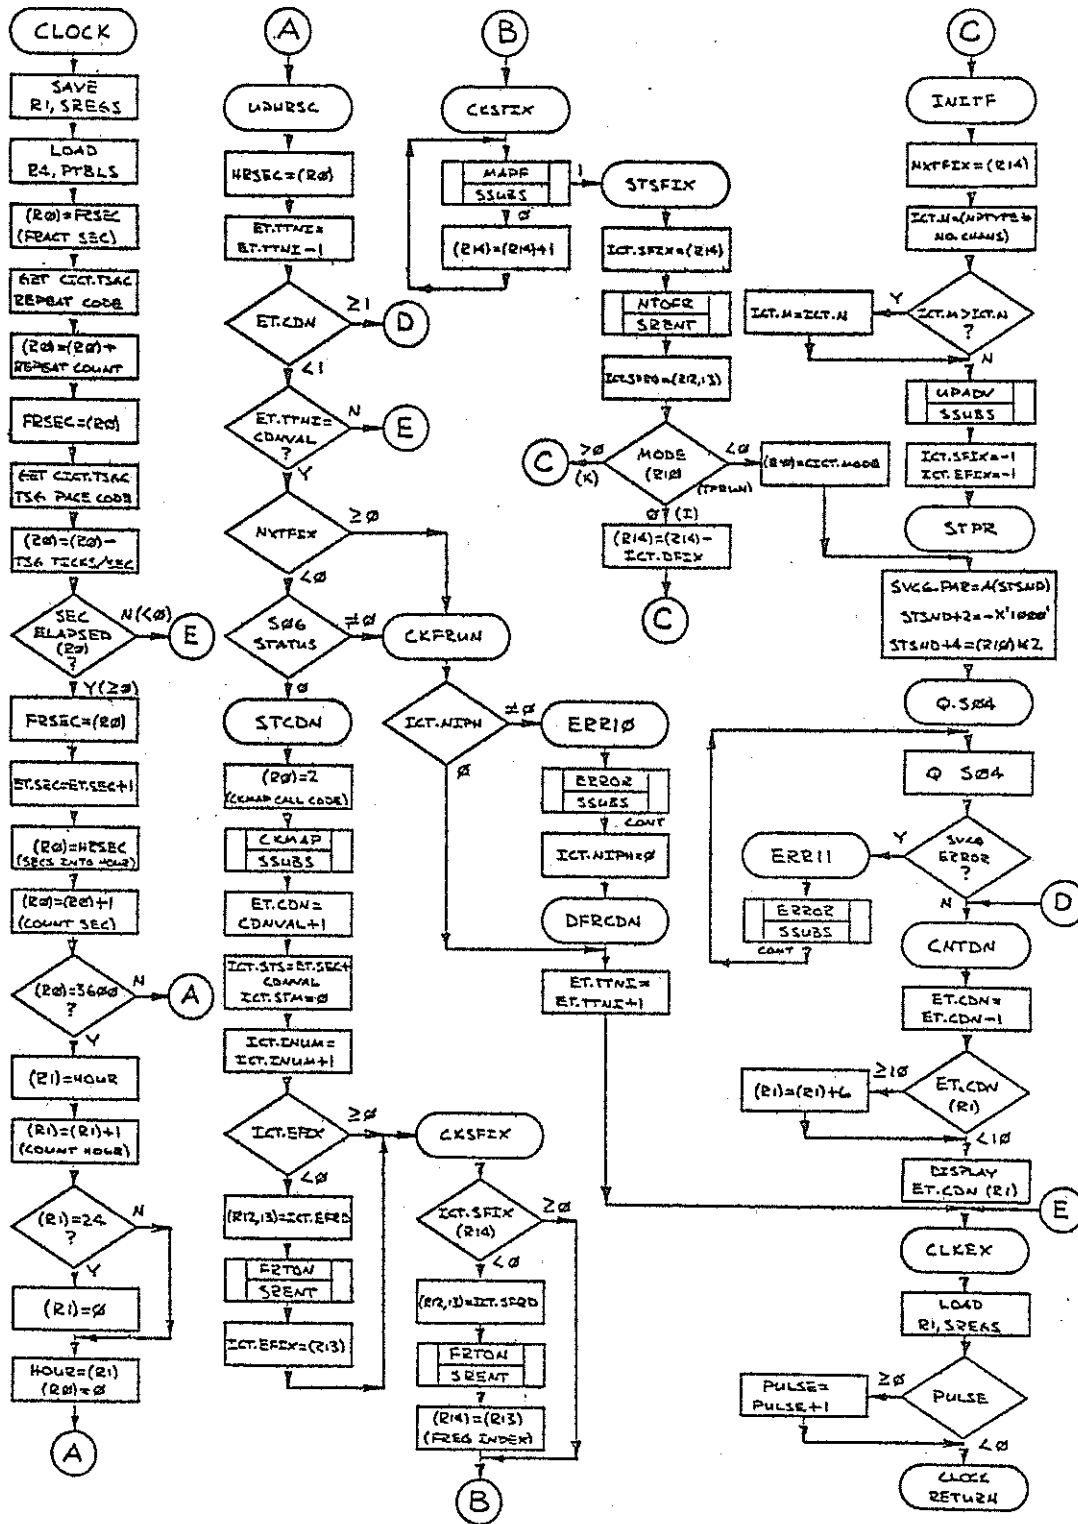 CLOCK
SAVE
R1, SREGS
LOAD
R4, PTBLS
(RØ)=FRSEC
(FRACT SEC)
GET CICT.TSAC
REPEAT CODE
(RØ)=(RØ)+
REPEAT COUNT
FRSEC=(RØ)
GET CICT.TSAC
TSG PACE CODE
(RØ)=(RØ)-
TSG TICKS/SEC
SEC
ELAPSED
(RØ)
?
N(<Ø)
E
Y(≥Ø)
FRSEC=(RØ)
ET.SEC=ET.SEC+1
(RØ)=HRSEC
(SECS INTO HOUR)
(RØ)=(RØ)+1
(COUNT SEC)
(RØ)=36ØØ
?
N
A
Y
(R1)=HOUR
(R1)=(R1)+1
(COUNT HOUR)
(R1)=24
?
N
Y
(R1)=Ø
HOUR=(R1)
(RØ)=Ø
A
A
UDHRSC
HRSEC=(RØ)
ET.TTNI=
ET.TTNI-1
ET.CDN
≥1
D
<1
ET.TTNI=
CDNVAL
?
N
E
Y
NXTFIX
≥Ø
<Ø
SØ6
STATUS
≠Ø
Ø
STCDN
(RØ)=2
(CKMAP CALL CODE)
CKMAP
SSUBS
ET.CDN=
CDNVAL+1
ICT.STS=ET.SEC+
CDNVAL
ICT.STM=Ø
ICT.INUM=
ICT.INUM+1
ICT.EFIX
≥Ø
<Ø
(R12,13)=ICT.EFRD
FRTON
SRENT
ICT.EFIX=(R13)
CKFRUN
ICT.NIPH
≠Ø
Ø
ERR1Ø
ERROR
SSUBS
CONT
ICT.NIPH=Ø
DFRCDN
ET.TTNI=
ET.TTNI+1
CKSFIX
ICT.SFIX
(R14)
≥Ø
<Ø
(R12,13)=ICT.SFRD
FRTON
SRENT
(R14)=(R13)
(FREQ INDEX)
B
B
CKSFIX
MAPF
SSUBS
1
Ø
(R14)=(R14)+1
STSFIX
ICT.SFIX=(R14)
NTOFR
SRENT
ICT.SFRD=(R12,13)
MODE
(R1Ø)
>Ø
(K)
C
<Ø
(TFRUN)
(R1Ø)=CICT.MODE
Ø (I)
(R14)=(R14)-
ICT.DFIX
C
C
INITF
NXTFIX=(R14)
ICT.M=(NPTYPE*
NO.CHANS)
ICT.M>ICT.N
?
Y
ICT.M=ICT.N
N
UPADV
SSUBS
ICT.SFIX=-1
ICT.EFIX=-1
STPR
SVC6.PAR=A(STSND)
STSND+2=-X'1ØØØ'
STSND+4=(R1Ø)*2
Q.SØ4
Q SØ4
SVC6
ERROR
?
Y
ERR11
ERROR
SSUBS
CONT
N
D
CNTDN
ET.CDN=
ET.CDN-1
ET.CDN
(R1)
≥1Ø
(R1)=(R1)+6
<1Ø
DISPLAY
ET.CDN (R1)
E
CLKEX
LOAD
R1, SREGS
PULSE
≥Ø
PULSE=
PULSE+1
<Ø
CLOCK
RETURN